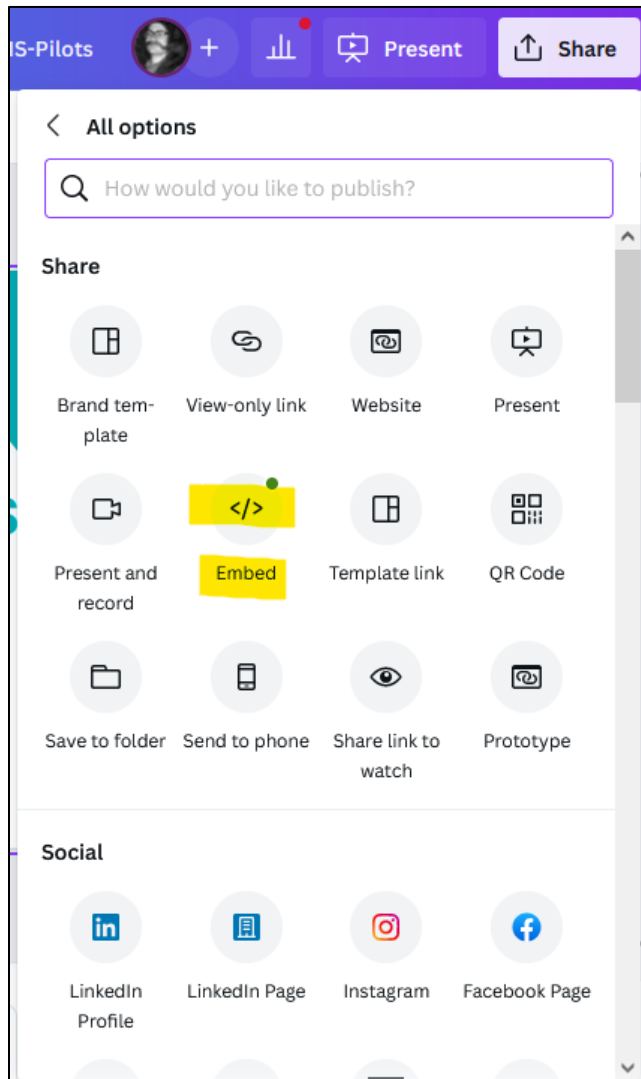 IS-Pilots + Present Share
All options
How would you like to publish?
Share
Brand tem- View-only link Website Present
plate
</>
Present and Embed Template link QR Code
record
Save to folder Send to phone Share link to Prototype
watch
Social
in
LinkedIn LinkedIn Page Instagram Facebook Page
Profile